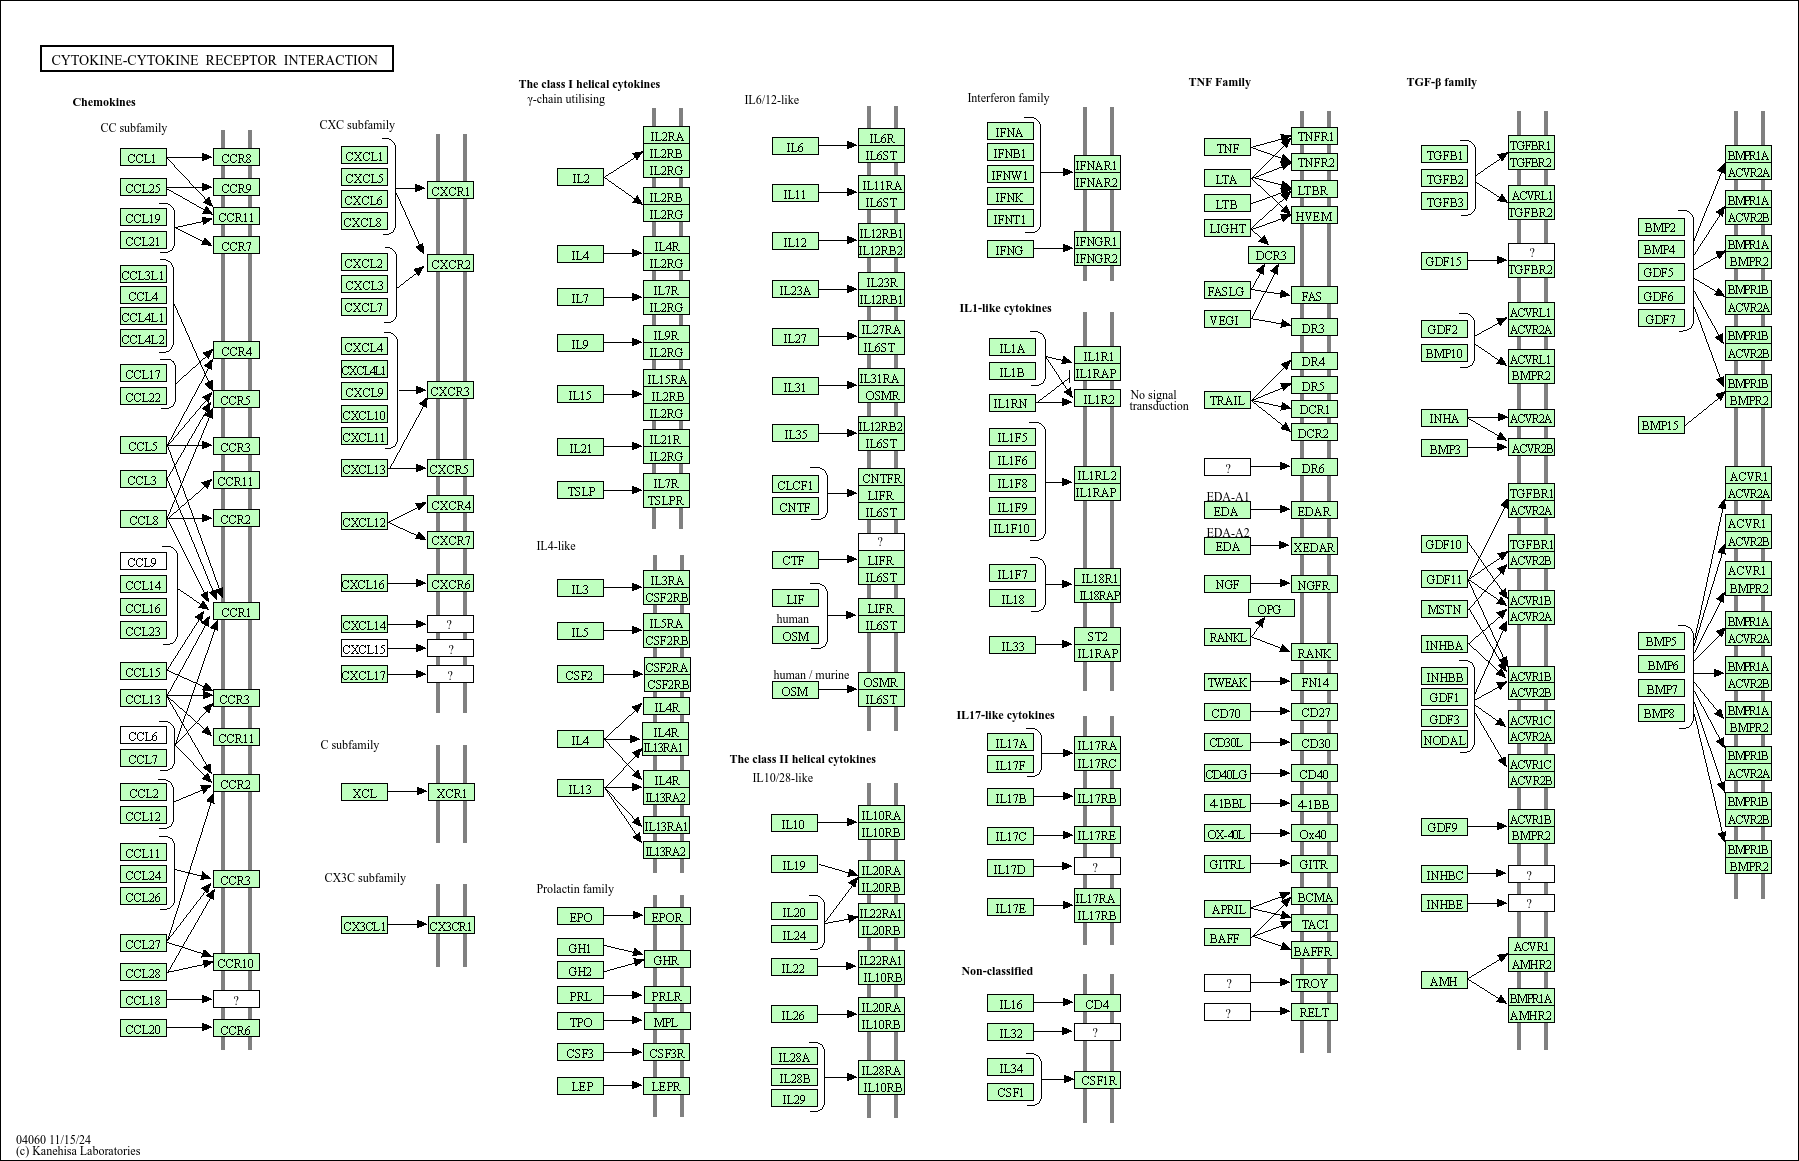 CYTOKINE-CYTOKINE RECEPTOR INTERACTION
Chemokines
CC subfamily
CCL1
CCR8
CCL25
CCR9
CCR11
CCL19
CCL21
CCR7
CCL3L1
CCL4
CCL4L1
CCL4L2
CCR4
CCL17
CCL22
CCR5
CCL5
CCR3
CCL3
CCR11
CCL8
CCR2
CCL9
CCL14
CCL16
CCL23
CCR1
CCL15
CCL13
CCR3
CCL6
CCL7
CCR11
CCR2
CCL2
CCL12
CCL11
CCL24
CCL26
CCR3
CCL27
CCL28
CCR10
CCL18
?
CCL20
CCR6
CXC subfamily
CXCL1
CXCL5
CXCL6
CXCL8
CXCR1
CXCL2
CXCL3
CXCL7
CXCR2
CXCL4
CXCL4L1
CXCL9
CXCL10
CXCL11
CXCR3
CXCL13
CXCR5
CXCL12
CXCR4
CXCR7
CXCL16
CXCR6
CXCL14
?
CXCL15
?
CXCL17
?
C subfamily
XCL
XCR1
CX3C subfamily
CX3CL1
CX3CR1
The class I helical cytokines
γ-chain utilising
IL2
IL2RA
IL2RB
IL2RG
IL2RB
IL2RG
IL4
IL4R
IL2RG
IL7
IL7R
IL2RG
IL9
IL9R
IL2RG
IL15
IL15RA
IL2RB
IL2RG
IL21
IL21R
IL2RG
TSLP
IL7R
TSLPR
IL4-like
IL3
IL3RA
CSF2RB
IL5
IL5RA
CSF2RB
CSF2
CSF2RA
CSF2RB
IL4
IL4R
IL4R
IL13RA1
IL13
IL4R
IL13RA2
IL13RA1
IL13RA2
Prolactin family
EPO
EPOR
GH1
GH2
GHR
PRL
PRLR
TPO
MPL
CSF3
CSF3R
LEP
LEPR
IL6/12-like
IL6
IL6R
IL6ST
IL11
IL11RA
IL6ST
IL12
IL12RB1
IL12RB2
IL23A
IL23R
IL12RB1
IL27
IL27RA
IL6ST
IL31
IL31RA
OSMR
IL35
IL12RB2
IL6ST
CLCF1
CNTF
CNTFR
LIFR
IL6ST
CTF
?
LIFR
IL6ST
LIF
human
OSM
LIFR
IL6ST
human / murine
OSM
OSMR
IL6ST
The class II helical cytokines
IL10/28-like
IL10
IL10RA
IL10RB
IL19
IL20RA
IL20RB
IL20
IL24
IL22RA1
IL20RB
IL22
IL22RA1
IL10RB
IL26
IL20RA
IL10RB
IL28A
IL28B
IL29
IL28RA
IL10RB
Interferon family
IFNA
IFNB1
IFNW1
IFNK
IFNT1
IFNAR1
IFNAR2
IFNG
IFNGR1
IFNGR2
IL1-like cytokines
IL1A
IL1B
IL1R1
IL1RAP
IL1RN
IL1R2
No signal
transduction
IL1F5
IL1F6
IL1F8
IL1F9
IL1F10
IL1RL2
IL1RAP
IL1F7
IL18
IL18R1
IL18RAP
IL33
ST2
IL1RAP
IL17-like cytokines
IL17A
IL17F
IL17RA
IL17RC
IL17B
IL17RB
IL17C
IL17RE
IL17D
?
IL17E
IL17RA
IL17RB
Non-classified
IL16
CD4
IL32
?
IL34
CSF1
CSF1R
TNF Family
TNF
TNFR1
TNFR2
LTA
LTBR
LTB
HVEM
LIGHT
DCR3
FASLG
FAS
VEGI
DR3
TRAIL
DR4
DR5
DCR1
DCR2
?
DR6
EDA-A1
EDA
EDAR
EDA-A2
EDA
XEDAR
NGF
NGFR
OPG
RANKL
RANK
TWEAK
FN14
CD70
CD27
CD30L
CD30
CD40LG
CD40
4-1BBL
4-1BB
OX-40L
Ox40
GITRL
GITR
APRIL
BCMA
TACI
BAFF
BAFFR
?
TROY
?
RELT
TGF-β family
TGFB1
TGFB2
TGFB3
TGFBR1
TGFBR2
ACVRL1
TGFBR2
GDF15
?
TGFBR2
GDF2
BMP10
ACVRL1
ACVR2A
ACVRL1
BMPR2
INHA
ACVR2A
BMP3
ACVR2B
TGFBR1
ACVR2A
GDF10
TGFBR1
ACVR2B
GDF11
MSTN
ACVR1B
ACVR2A
INHBA
INHBB
GDF1
GDF3
NODAL
ACVR1B
ACVR2B
ACVR1C
ACVR2A
ACVR1C
ACVR2B
GDF9
ACVR1B
BMPR2
INHBC
?
INHBE
?
AMH
ACVR1
AMHR2
BMPR1A
AMHR2
BMP2
BMP4
GDF5
GDF6
GDF7
BMPR1A
ACVR2A
BMPR1A
ACVR2B
BMPR1A
BMPR2
BMPR1B
ACVR2A
BMPR1B
ACVR2B
BMPR1B
BMPR2
BMP15
BMP5
BMP6
BMP7
BMP8
ACVR1
ACVR2A
ACVR1
ACVR2B
ACVR1
BMPR2
BMPR1A
ACVR2A
BMPR1A
ACVR2B
BMPR1A
BMPR2
BMPR1B
ACVR2A
BMPR1B
ACVR2B
BMPR1B
BMPR2
04060 11/15/24
(c) Kanehisa Laboratories